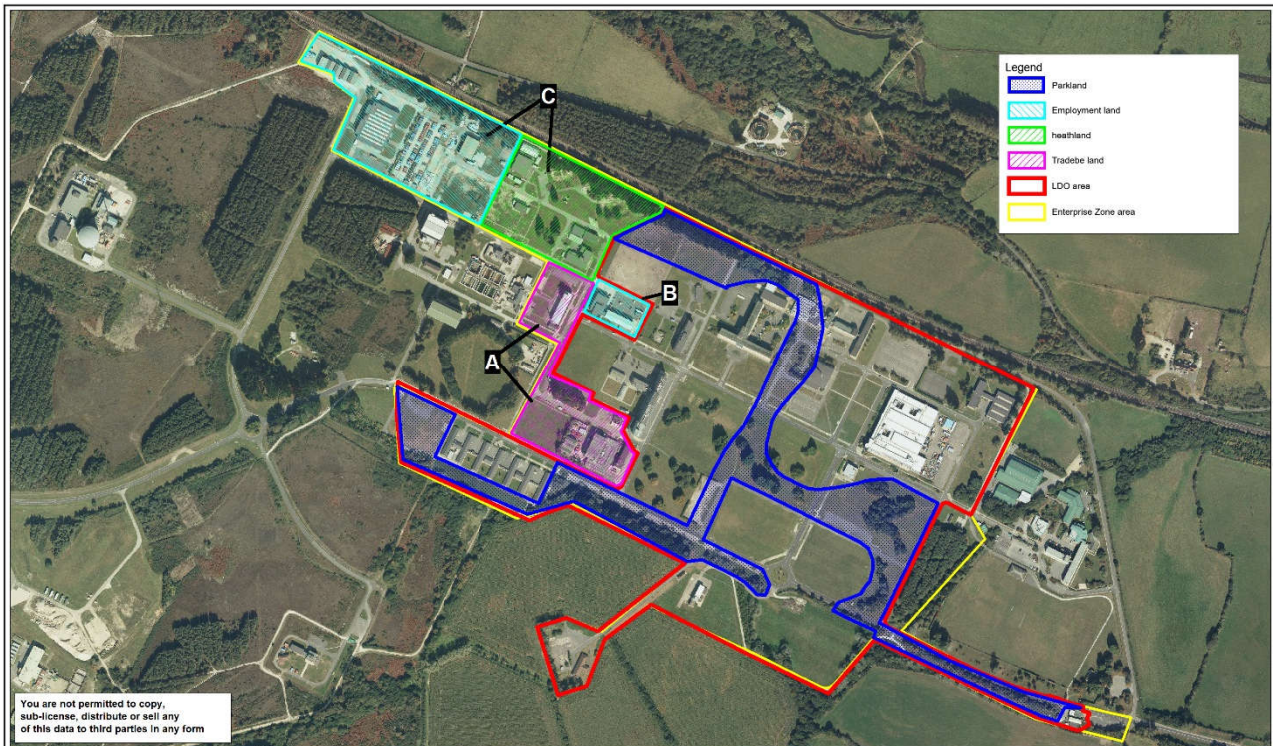 C
B
A
Legend
Parkland
Employment land
heathland
Tradebe land
LDO area
Enterprise Zone area
You are not permitted to copy,
sub-license, distribute or sell any
of this data to third parties in any form